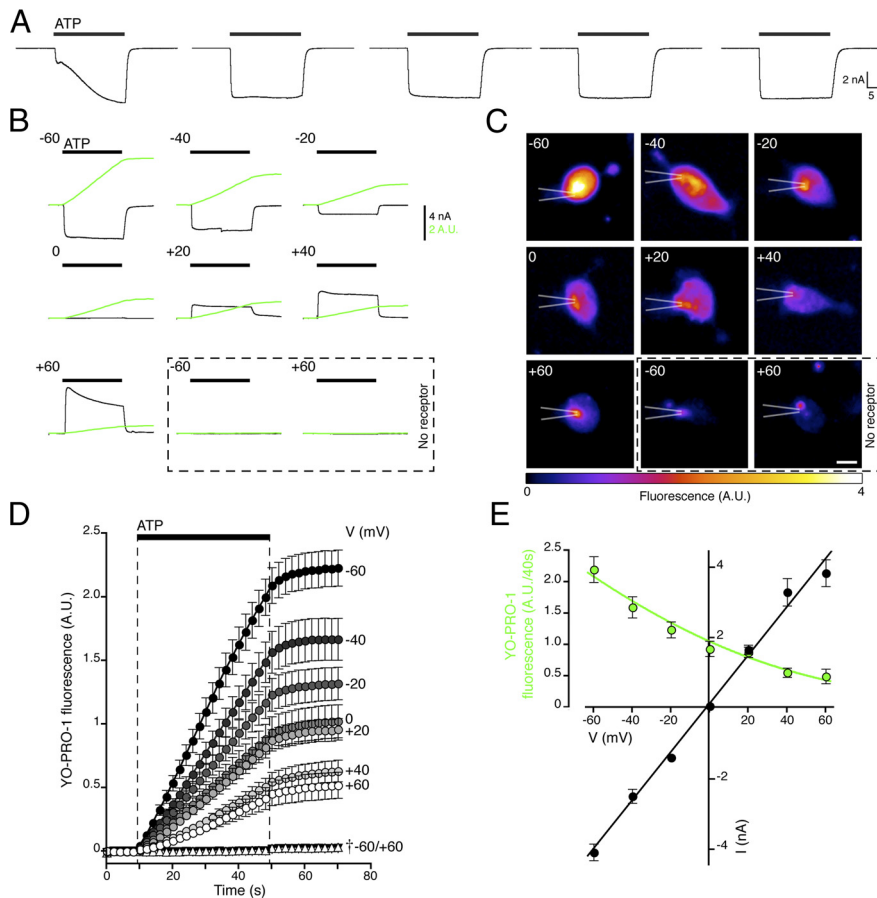 A
ATP
2 nA
5
B
-60 ATP -40 -20
4 nA
2 A.U.
0 +20 +40
+60 -60 +60
No receptor
C
-60 -40 -20
0 +20 +40
+60 -60 +60
No receptor
0 4
Fluorescence (A.U.)
D
ATP
V (mV)
2.5
2.0
1.5
1
0.5
0
YO-PRO-1 fluorescence (A.U.)
-60
-40
-20
0
+20
+40
+60
†-60/+60
0 20 40 60 80
Time (s)
E
YO-PRO-1
fluorescence (A.U./40s)
2.5
2.0
1.5
1.0
0.5
0
-60 -40 -20 0 20 40 60
V (mV)
4
2
-2
-4
I (nA)